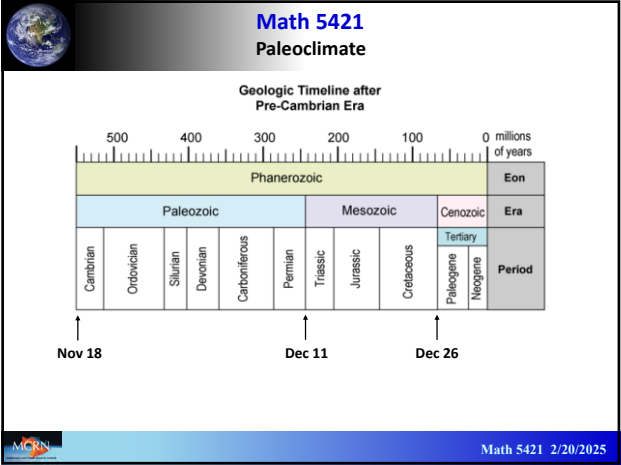 Math 5421
Paleoclimate
Geologic Timeline after
Pre-Cambrian Era
500 400 300 200 100 0 millions
of years
Phanerozoic Eon
Paleozoic Mesozoic Cenozoic Era
Tertiary
Cambrian Ordovician Silurian Devonian Carboniferous Permian Triassic Jurassic Cretaceous Paleogene Neogene Period
Nov 18 Dec 11 Dec 26
MCRN
Math 5421 2/20/2025